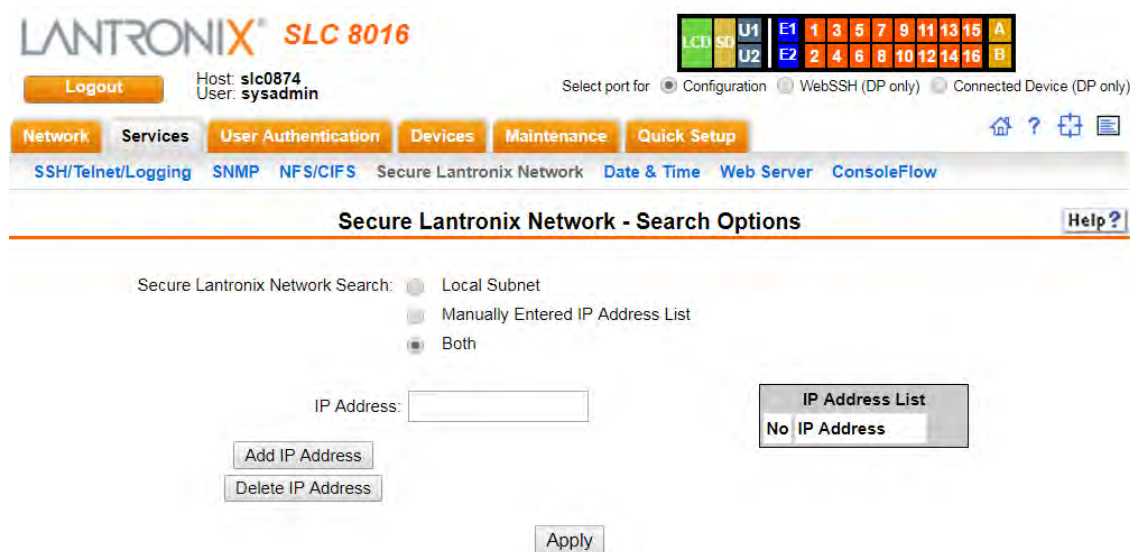 LANTRONIX® SLC 8016
LCD SD U1 E1 1 3 5 7 9 11 13 15 A
U2 E2 2 4 6 8 10 12 14 16 B
Logout
Host: slc0874
User: sysadmin
Select port for Configuration WebSSH (DP only) Connected Device (DP only)
Network Services User Authentication Devices Maintenance Quick Setup
?
SSH/Telnet/Logging SNMP NFS/CIFS Secure Lantronix Network Date & Time Web Server ConsoleFlow
Secure Lantronix Network - Search Options
Help?
Secure Lantronix Network Search: Local Subnet
Manually Entered IP Address List
Both
IP Address:
IP Address List
No IP Address
Add IP Address
Delete IP Address
Apply